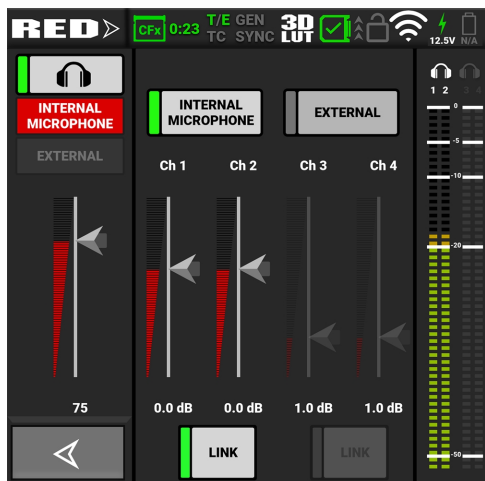 RED
CFx 0:23 T/E GEN 3D
TC SYNC LUT
12.5V N/A
INTERNAL
MICROPHONE
EXTERNAL
INTERNAL
MICROPHONE
EXTERNAL
Ch 1 Ch 2 Ch 3 Ch 4
75
0.0 dB 0.0 dB 1.0 dB 1.0 dB
LINK LINK
1 2 3 4
0
-5
-10
-20
-50